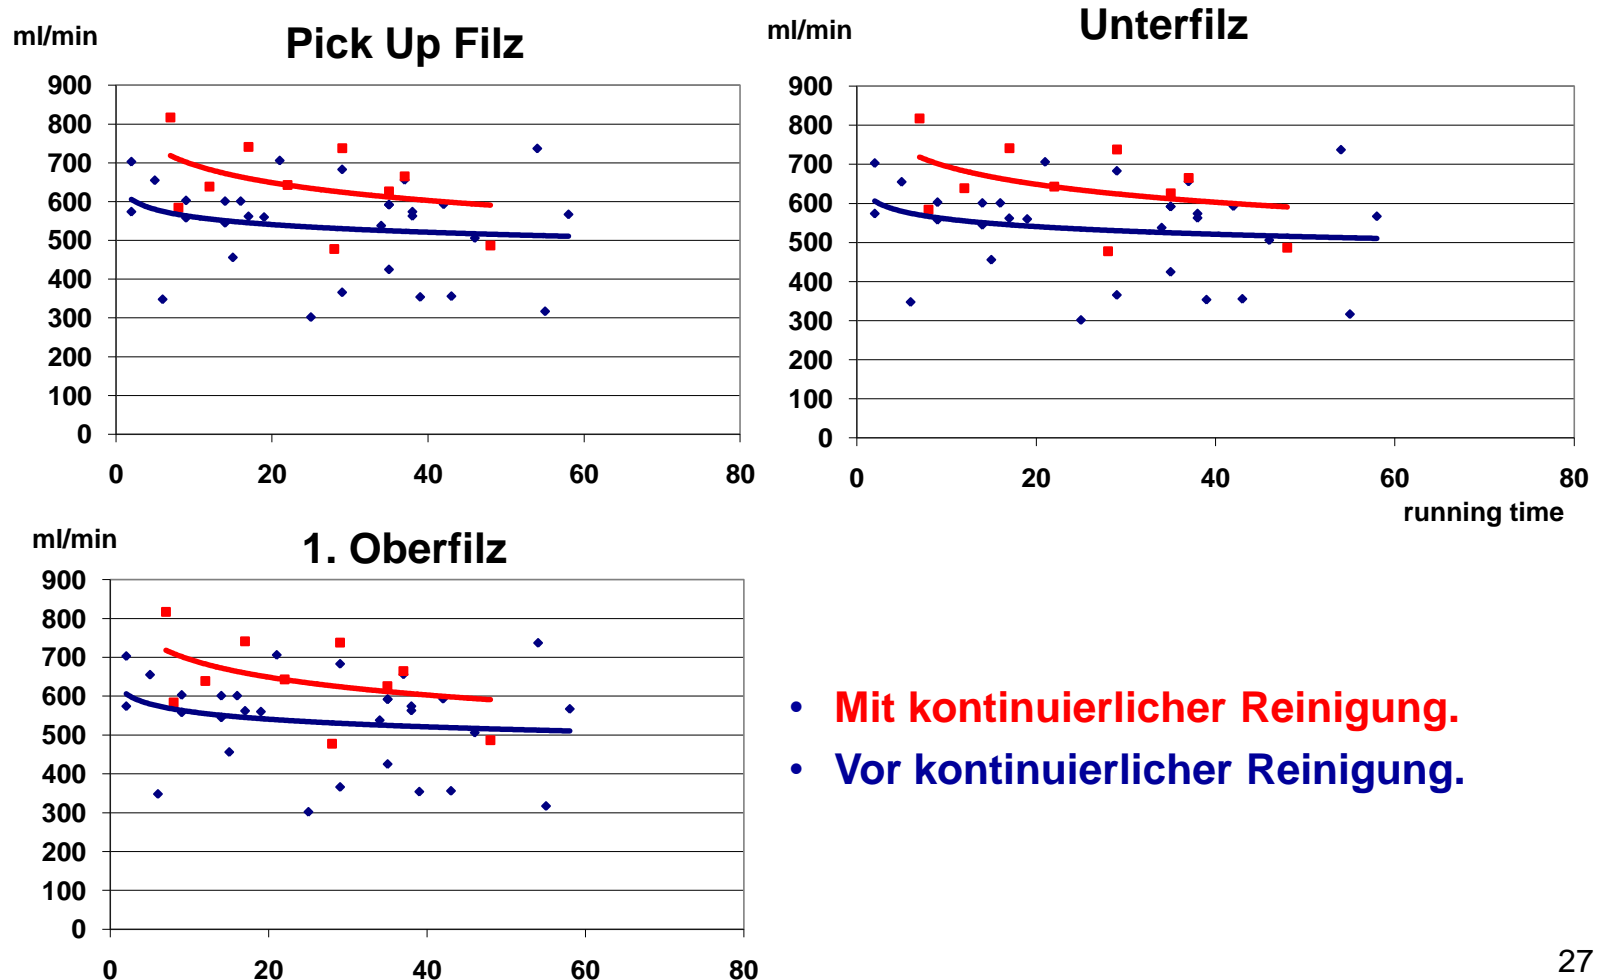 ml/min
Pick Up Filz
900
800
700
600
500
400
300
200
100
0
0 20 40 60 80
ml/min
Unterfilz
900
800
700
600
500
400
300
200
100
0
0 20 40 60 80
running time
ml/min
1. Oberfilz
900
800
700
600
500
400
300
200
100
0
0 20 40 60 80
• Mit kontinuierlicher Reinigung.
• Vor kontinuierlicher Reinigung.
27